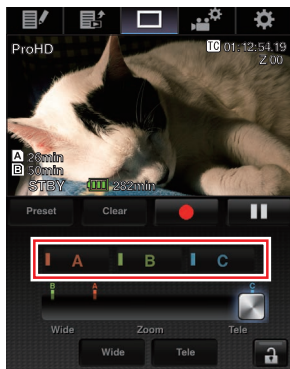 ProHD
TC 01:12:54.19
Z 00
A 26min
B 50min
STBY 282min
Preset Clear
A B C
B A C
Wide Zoom Tele
Wide Tele